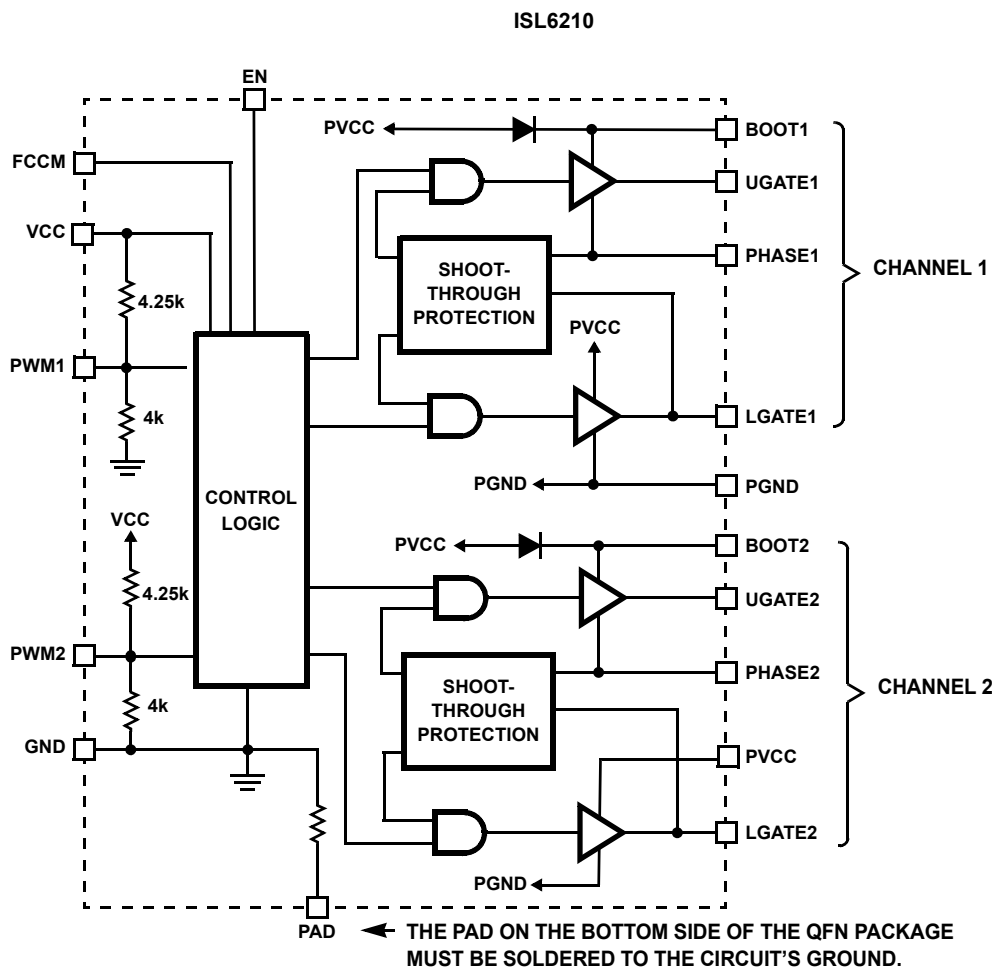 ISL6210
EN
PVCC
BOOT1
FCCM
UGATE1
VCC
PHASE1
SHOOT-
THROUGH
PROTECTION
CHANNEL 1
4.25k
PVCC
PWM1
4k
LGATE1
CONTROL
LOGIC
PGND
PGND
VCC
PVCC
BOOT2
4.25k
UGATE2
PWM2
PHASE2
SHOOT-
THROUGH
PROTECTION
CHANNEL 2
4k
GND
PVCC
LGATE2
PGND
PAD
THE PAD ON THE BOTTOM SIDE OF THE QFN PACKAGE
MUST BE SOLDERED TO THE CIRCUIT'S GROUND.